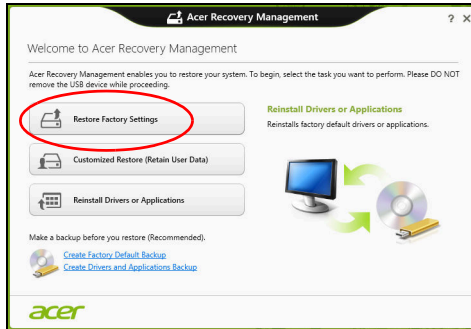 Acer Recovery Management
? X
Welcome to Acer Recovery Management
Acer Recovery Management enables you to restore your system. To begin, select the task you want to perform. Please DO NOT
remove the USB device while proceeding.
Restore Factory Settings
Customized Restore (Retain User Data)
Reinstall Drivers or Applications
Reinstall Drivers or Applications
Reinstalls factory default drivers or applications.
Make a backup before you restore (Recommended).
Create Factory Default Backup
Create Drivers and Applications Backup
acer